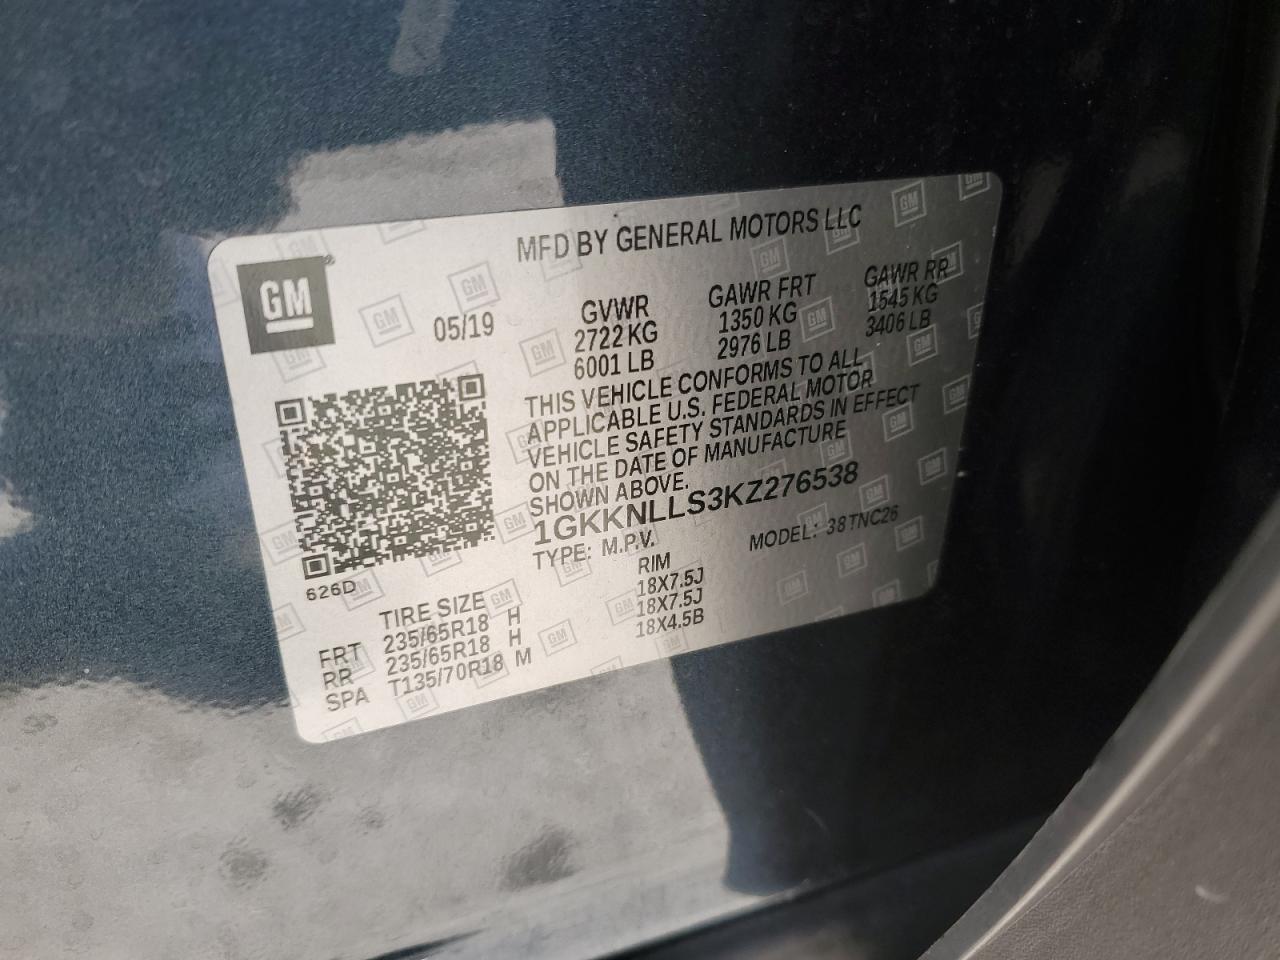 MFD BY GENERAL MOTORS LLC
GM
05/19
GVWR GAWR FRT GAWR RR
2722 KG 1350 KG 1545 KG
6001 LB 2976 LB 3406 LB
THIS VEHICLE CONFORMS TO ALL
APPLICABLE U.S. FEDERAL MOTOR
VEHICLE SAFETY STANDARDS IN EFFECT
ON THE DATE OF MANUFACTURE
SHOWN ABOVE.
1GKKNLLS3KZ276538
TYPE: M.P.V. MODEL: 38TNC26
626D
TIRE SIZE RIM
FRT 235/65R18 H 18X7.5J
RR 235/65R18 H 18X7.5J
SPA T135/70R18 M 18X4.5B